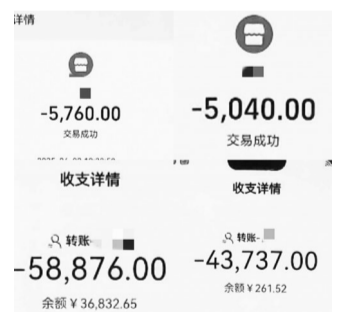 详情
-5,760.00
交易成功
-5,040.00
交易成功
收支详情
转账-
-58,876.00
余额￥36,832.65
收支详情
转账-
-43,737.00
余额￥261.52